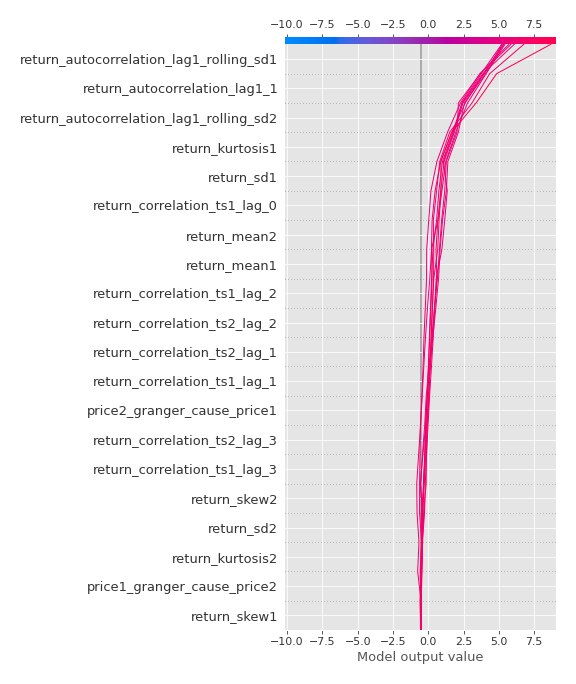 −10.0 −7.5 −5.0 −2.5 0.0 2.5 5.0 7.5
return_autocorrelation_lag1_rolling_sd1
return_autocorrelation_lag1_1
return_autocorrelation_lag1_rolling_sd2
return_kurtosis1
return_sd1
return_correlation_ts1_lag_0
return_mean2
return_mean1
return_correlation_ts1_lag_2
return_correlation_ts2_lag_2
return_correlation_ts2_lag_1
return_correlation_ts1_lag_1
price2_granger_cause_price1
return_correlation_ts2_lag_3
return_correlation_ts1_lag_3
return_skew2
return_sd2
return_kurtosis2
price1_granger_cause_price2
return_skew1
−10.0 −7.5 −5.0 −2.5 0.0 2.5 5.0 7.5
Model output value